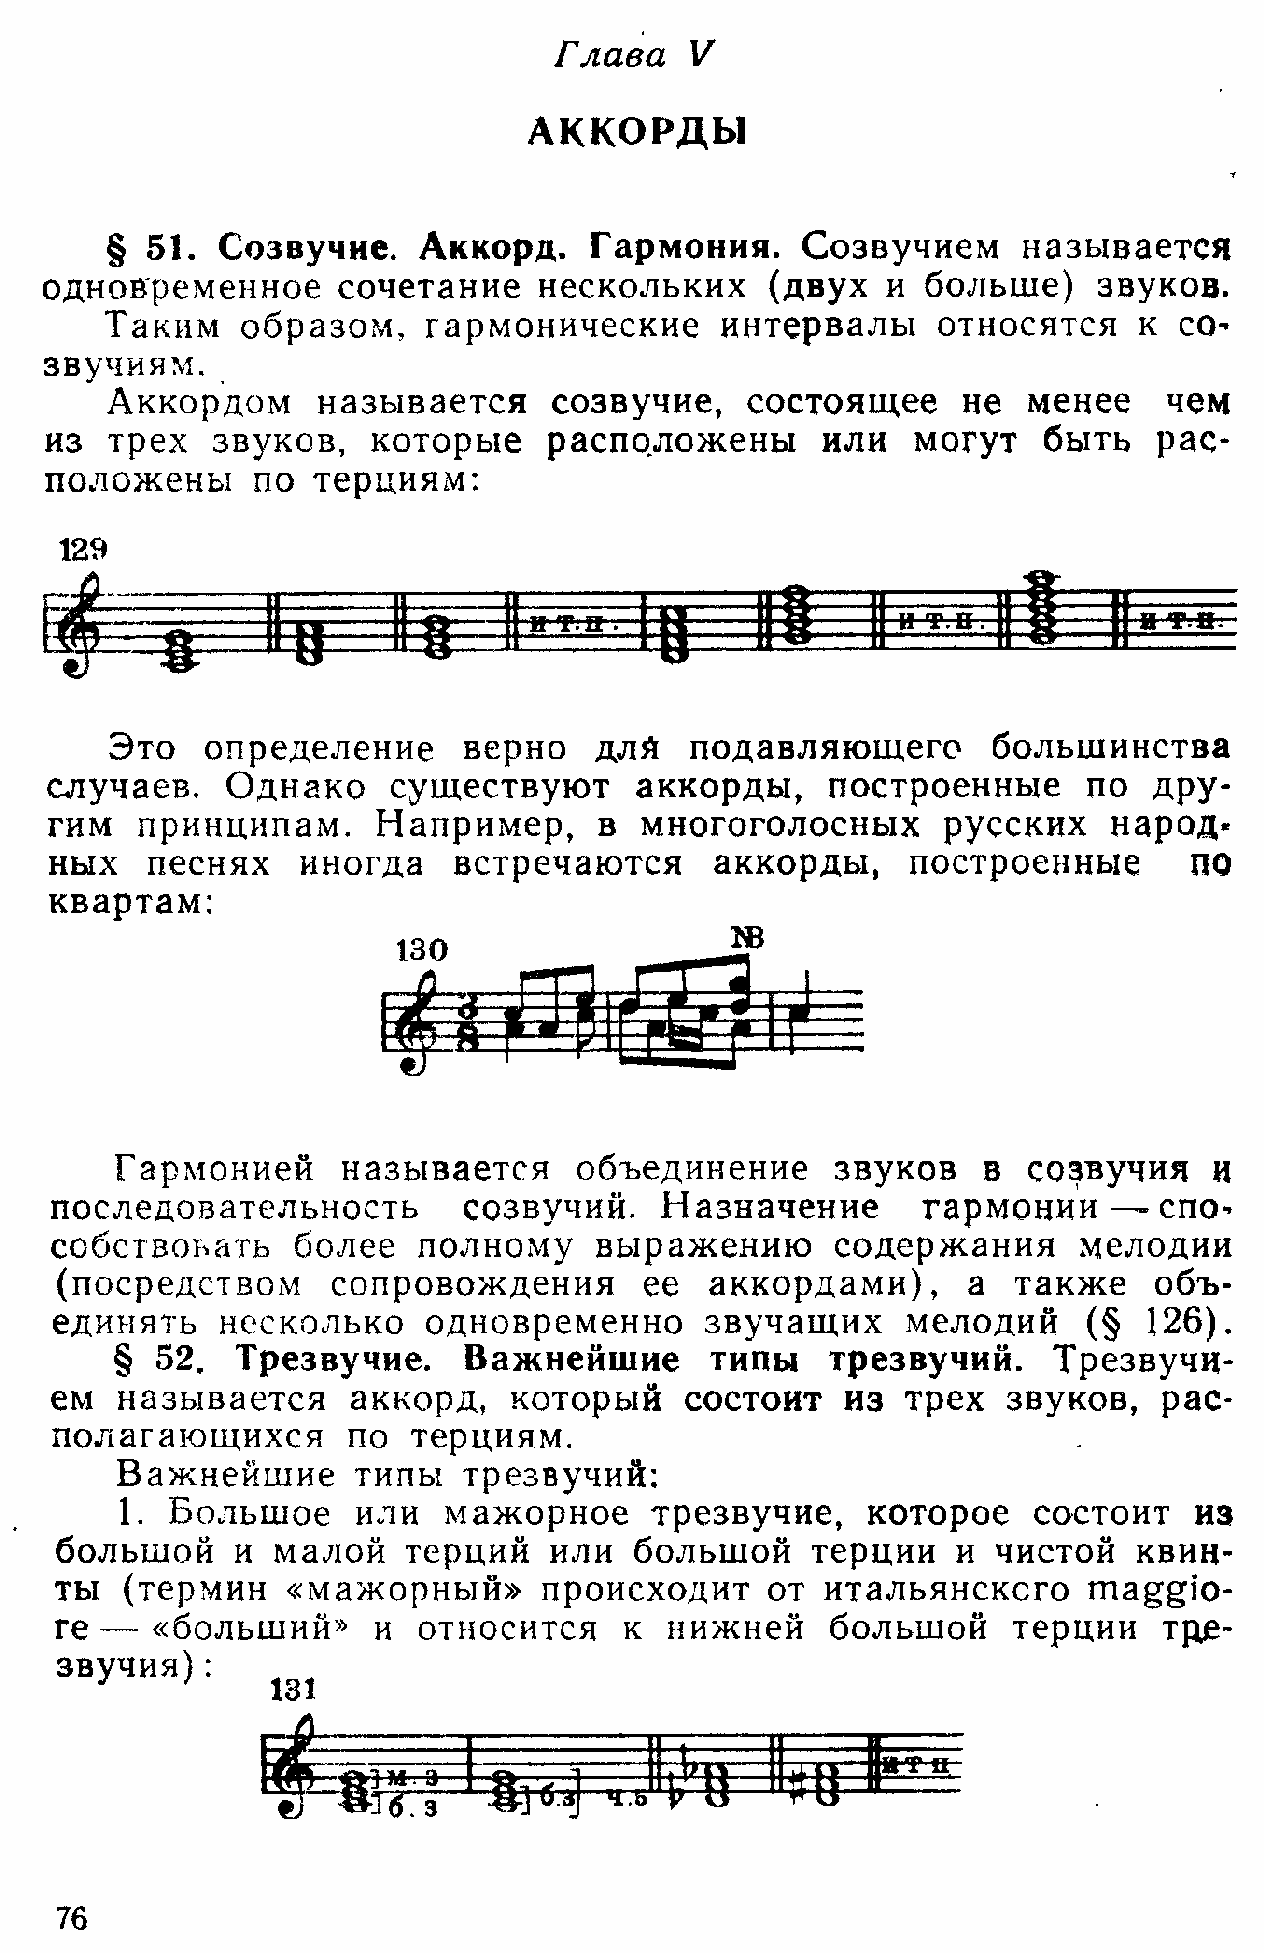 Глава V
АККОРДЫ
§ 51. Созвучие. Аккорд. Гармония. Созвучием называется
одновременное сочетание нескольких (двух и больше) звуков.
Таким образом, гармонические интервалы относятся к со-
звучиям.
Аккордом называется созвучие, состоящее не менее чем
из трех звуков, которые расположены или могут быть рас-
положены по терциям:
129
и т.п. и т.п. и т.п.
Это определение верно для подавляющего большинства
случаев. Однако существуют аккорды, построенные по дру-
гим принципам. Например, в многоголосных русских народ-
ных песнях иногда встречаются аккорды, построенные по
квартам:
130 NB
3
8
Гармонией называется объединение звуков в созвучия и
последовательность созвучий. Назначение гармонии — спо-
собствовать более полному выражению содержания мелодии
(посредством сопровождения ее аккордами), а также объ-
единять несколько одновременно звучащих мелодий (§ 126).
§ 52. Трезвучие. Важнейшие типы трезвучий. Трезвучи-
ем называется аккорд, который состоит из трех звуков, рас-
полагающихся по терциям.
Важнейшие типы трезвучий:
1. Большое или мажорное трезвучие, которое состоит из
большой и малой терций или большой терции и чистой квин-
ты (термин «мажорный» происходит от итальянского maggio-
re — «больший» и относится к нижней большой терции тре-
звучия):
131
м. 3 и т п
б. 3 б.3 ч.5
76